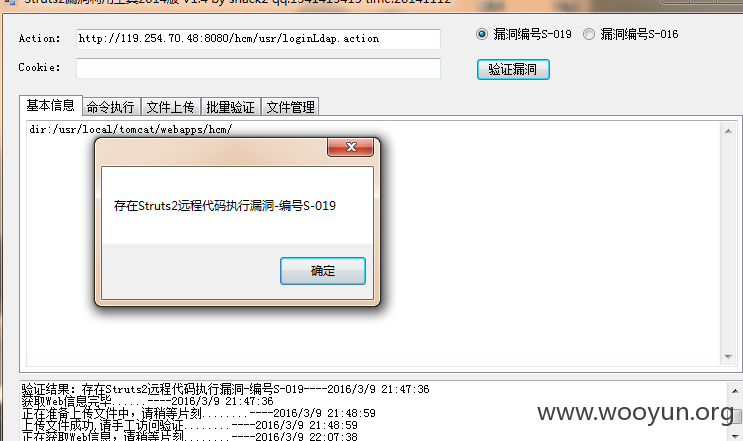 Struts2漏洞利用工具2014版 V1.4 by shack2 qq:1341413415 time:20141112
Action:
http://119.254.70.48:8080/hcm/usr/loginLdap.action
漏洞编号S-019
漏洞编号S-016
Cookie:
验证漏洞
基本信息
命令执行
文件上传
批量验证
文件管理
dir:/usr/local/tomcat/webapps/hcm/
存在Struts2远程代码执行漏洞-编号S-019
确定
验证结果：存在Struts2远程代码执行漏洞-编号S-019----2016/3/9 21:47:36
获取Web信息完毕......----2016/3/9 21:47:36
正在准备上传文件中，请稍等片刻........----2016/3/9 21:48:59
上传文件成功,请手工访问验证........----2016/3/9 21:48:59
正在获取Web信息，请稍等片刻........----2016/3/9 22:07:38
www.wooyun.org